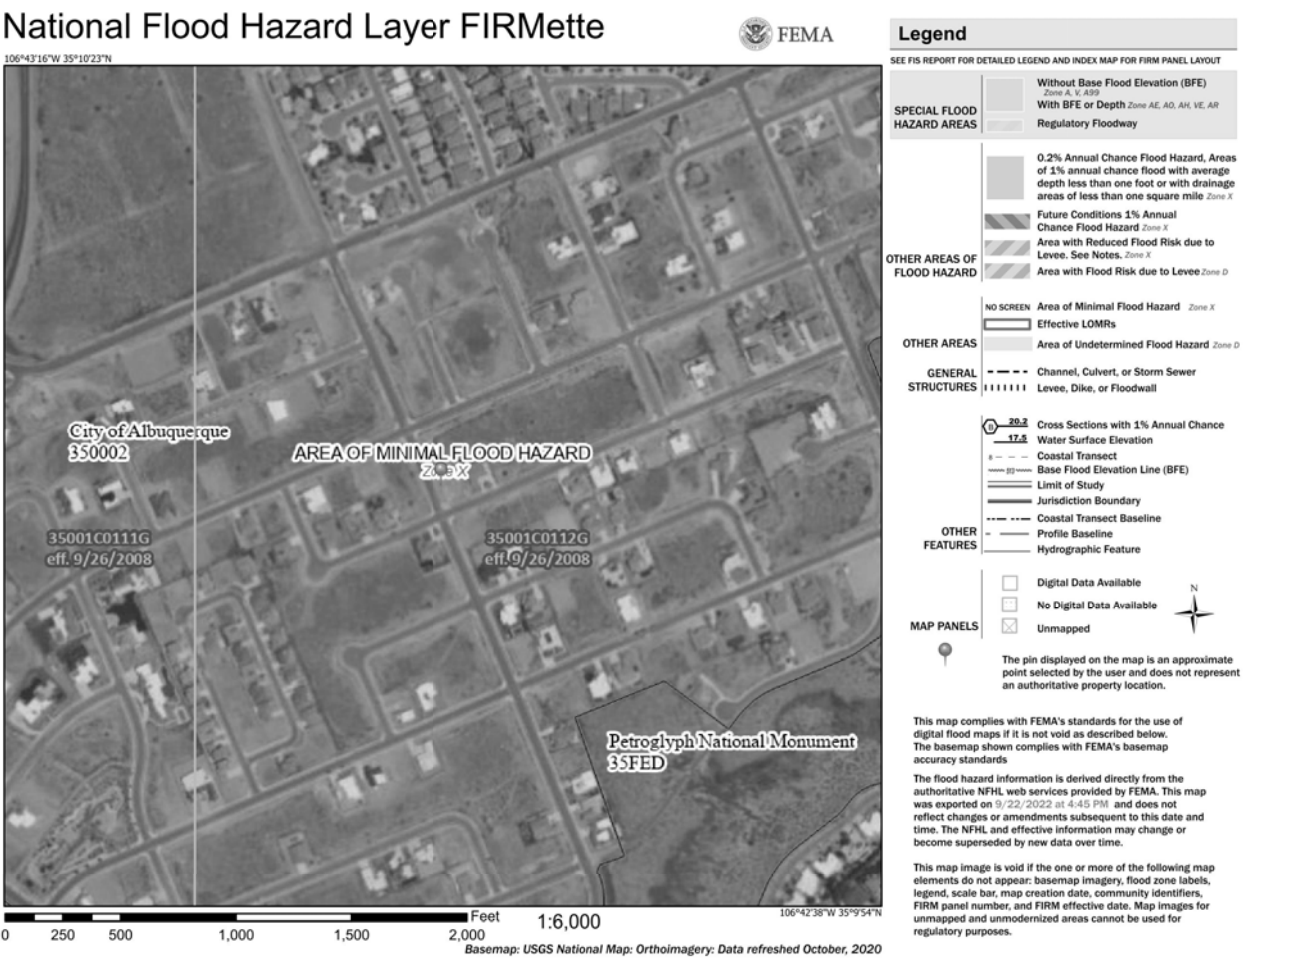 National Flood Hazard Layer FIRMette
FEMA
106°43'16"W 35°10'23"N
City of Albuquerque
350002
AREA OF MINIMAL FLOOD HAZARD
Zone X
35001C0111G
eff. 9/26/2008
35001C0112G
eff. 9/26/2008
Petroglyph National Monument
35FED
106°42'38"W 35°9'54"N
Feet
1:6,000
0
250
500
1,000
1,500
2,000
Basemap: USGS National Map: Orthoimagery: Data refreshed October, 2020
Legend
SEE FIS REPORT FOR DETAILED LEGEND AND INDEX MAP FOR FIRM PANEL LAYOUT
SPECIAL FLOOD
HAZARD AREAS
Without Base Flood Elevation (BFE)
Zone A, V, A99
With BFE or Depth Zone AE, AO, AH, VE, AR
Regulatory Floodway
0.2% Annual Chance Flood Hazard, Areas
of 1% annual chance flood with average
depth less than one foot or with drainage
areas of less than one square mile Zone X
Future Conditions 1% Annual
Chance Flood Hazard Zone X
Area with Reduced Flood Risk due to
Levee. See Notes. Zone X
Area with Flood Risk due to Levee Zone D
OTHER AREAS OF
FLOOD HAZARD
NO SCREEN Area of Minimal Flood Hazard Zone X
Effective LOMRs
Area of Undetermined Flood Hazard Zone D
OTHER AREAS
GENERAL
STRUCTURES
Channel, Culvert, or Storm Sewer
Levee, Dike, or Floodwall
B 20.2 Cross Sections with 1% Annual Chance
17.5 Water Surface Elevation
8 Coastal Transect
513 Base Flood Elevation Line (BFE)
Limit of Study
Jurisdiction Boundary
Coastal Transect Baseline
Profile Baseline
Hydrographic Feature
OTHER
FEATURES
Digital Data Available
No Digital Data Available
Unmapped
MAP PANELS
N
The pin displayed on the map is an approximate
point selected by the user and does not represent
an authoritative property location.
This map complies with FEMA's standards for the use of
digital flood maps if it is not void as described below.
The basemap shown complies with FEMA's basemap
accuracy standards
The flood hazard information is derived directly from the
authoritative NFHL web services provided by FEMA. This map
was exported on 9/22/2022 at 4:45 PM and does not
reflect changes or amendments subsequent to this date and
time. The NFHL and effective information may change or
become superseded by new data over time.
This map image is void if the one or more of the following map
elements do not appear: basemap imagery, flood zone labels,
legend, scale bar, map creation date, community identifiers,
FIRM panel number, and FIRM effective date. Map images for
unmapped and unmodernized areas cannot be used for
regulatory purposes.